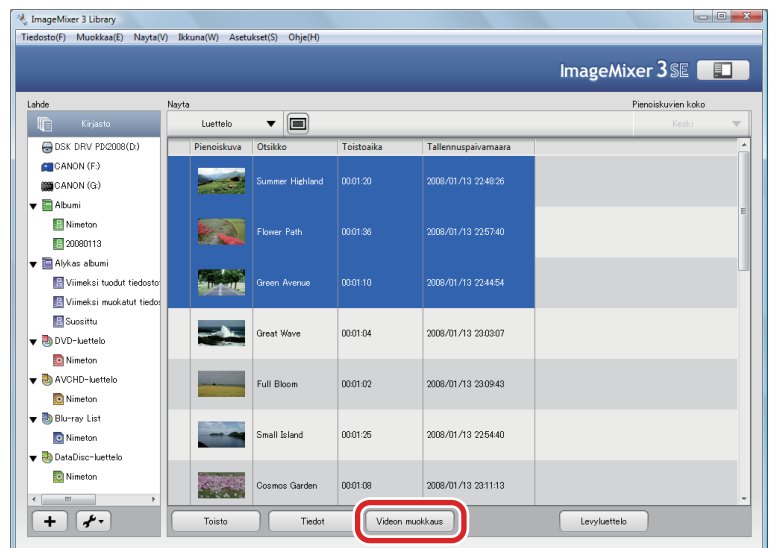 ImageMixer 3 Library
Tiedosto(F) Muokkaa(E) Nayta(V) Ikkuna(W) Asetukset(S) Ohje(H)
ImageMixer 3 SE
Lahde
Nayta
Pienoiskuvien koko
Kirjasto
Luettelo
Keski
DSK DRV PD2008(D:)
CANON (F:)
CANON (G:)
Albumi
Nimeton
20080113
Alykas albumi
Viimeksi tuodut tiedosto
Viimeksi muokatut tiedos
Suosittu
DVD-luettelo
Nimeton
AVCHD-luettelo
Nimeton
Blu-ray List
Nimeton
DataDisc-luettelo
Nimeton
Pienoiskuva Otsikko Toistoaika Tallennuspaivamaara
Summer Highland 00:01:20 2008/01/13 22:48:26
Flower Path 00:01:36 2008/01/13 22:57:40
Green Avenue 00:01:10 2008/01/13 22:44:54
Great Wave 00:01:04 2008/01/13 23:03:07
Full Bloom 00:01:02 2008/01/13 23:09:43
Small Island 00:01:25 2008/01/13 22:54:40
Cosmos Garden 00:01:08 2008/01/13 23:11:13
Toisto Tiedot Videon muokkaus Levyluettelo